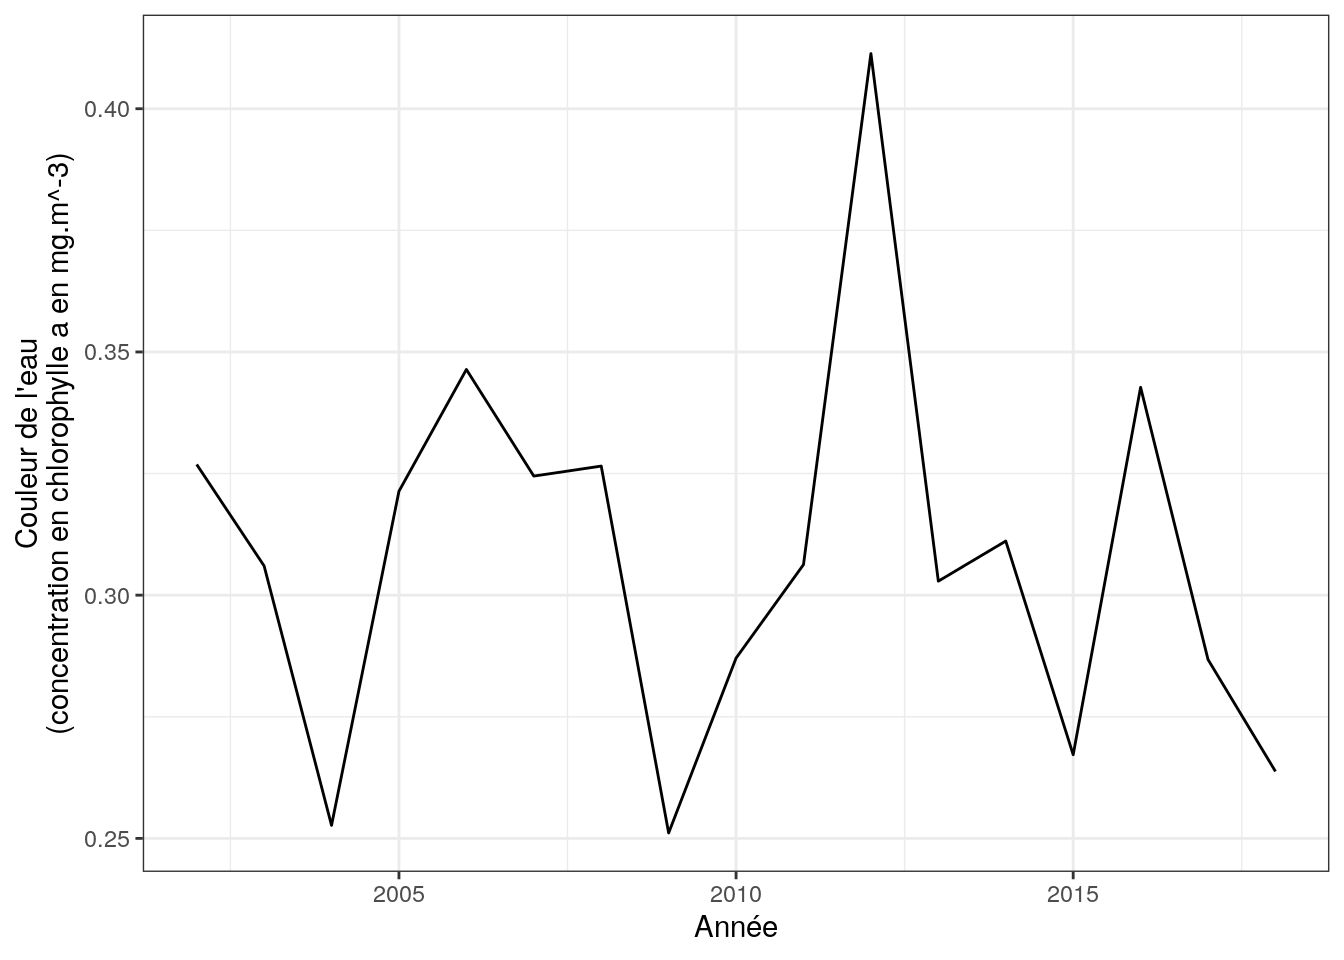 Couleur de l'eau
(concentration en chlorophylle a en mg.m^-3)
0.40
0.35
0.30
0.25
2005
2010
2015
Année